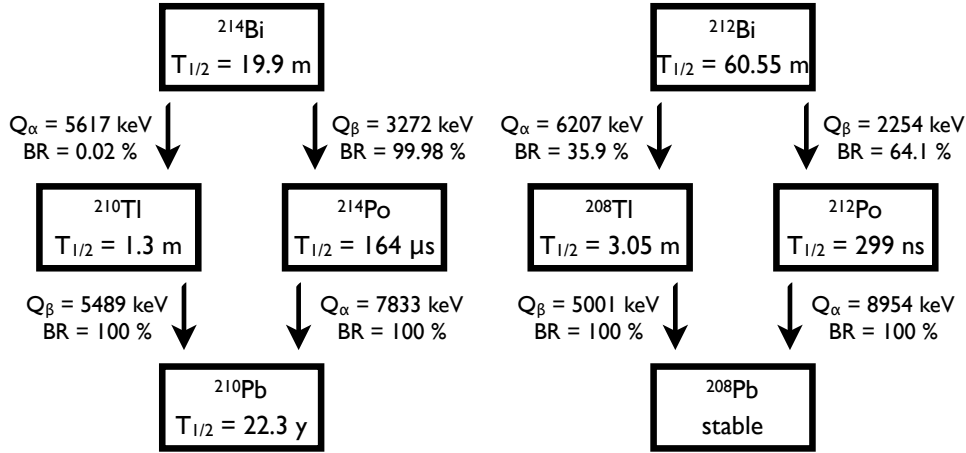 ²¹⁴Bi
T₁/₂ = 19.9 m
Qα = 5617 keV
BR = 0.02 %
Qβ = 3272 keV
BR = 99.98 %
²¹⁰Tl
T₁/₂ = 1.3 m
²¹⁴Po
T₁/₂ = 164 µs
Qβ = 5489 keV
BR = 100 %
Qα = 7833 keV
BR = 100 %
²¹⁰Pb
T₁/₂ = 22.3 y
²¹²Bi
T₁/₂ = 60.55 m
Qα = 6207 keV
BR = 35.9 %
Qβ = 2254 keV
BR = 64.1 %
²⁰⁸Tl
T₁/₂ = 3.05 m
²¹²Po
T₁/₂ = 299 ns
Qβ = 5001 keV
BR = 100 %
Qα = 8954 keV
BR = 100 %
²⁰⁸Pb
stable